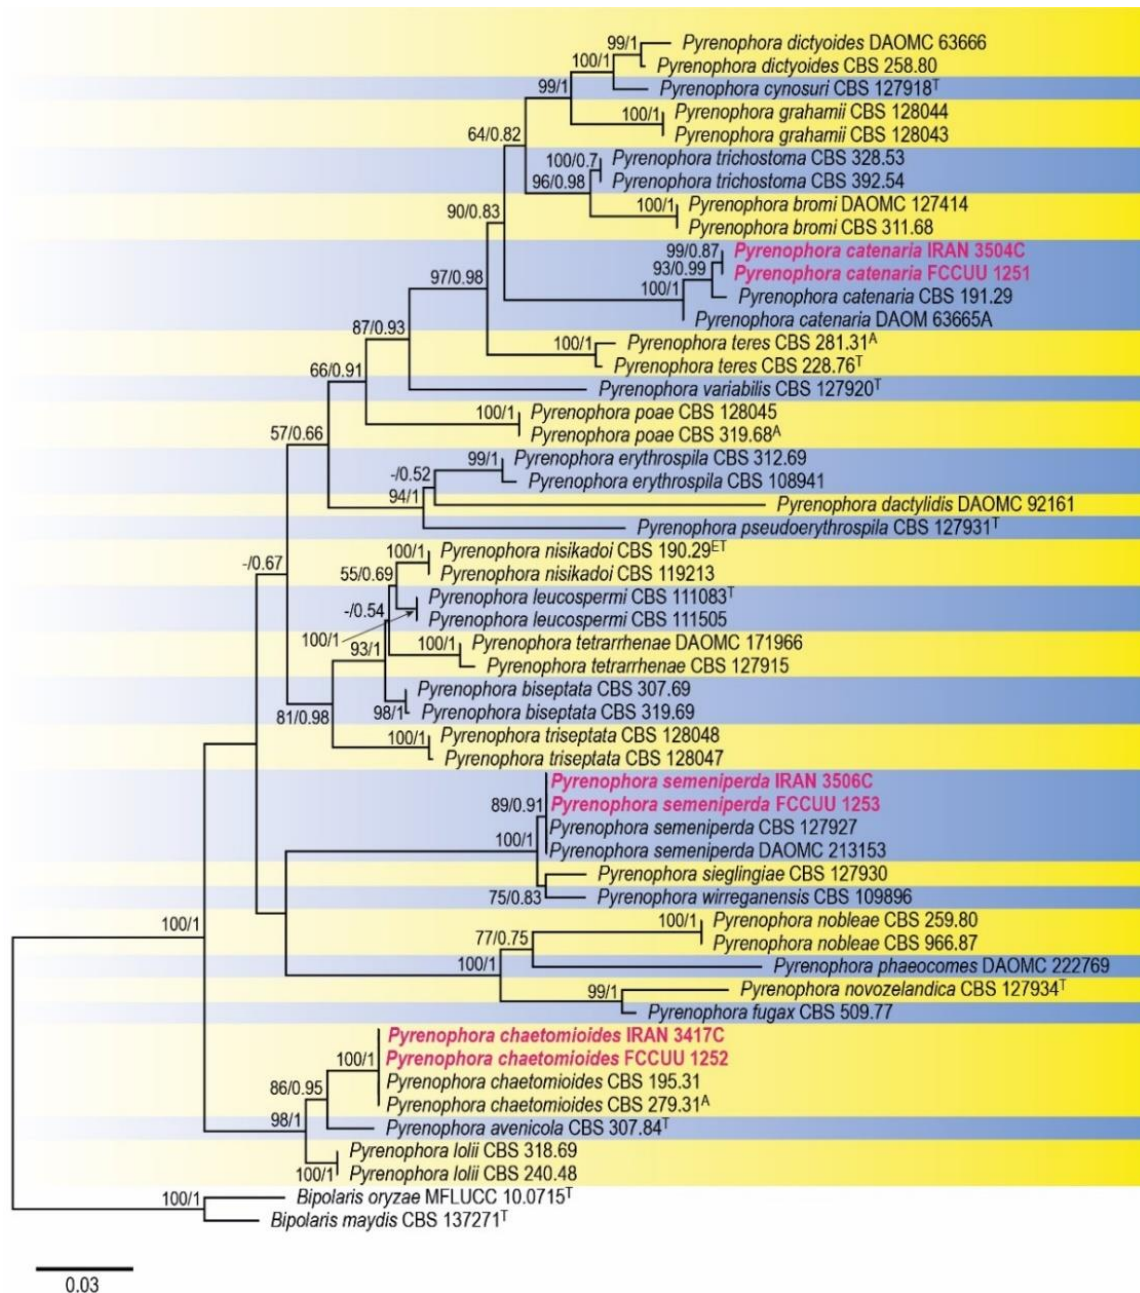 99/1
Pyrenophora dictyoides DAOMC 63666
100/1
Pyrenophora dictyoides CBS 258.80
99/1
Pyrenophora cynosuri CBS 127918T
100/1
Pyrenophora grahamii CBS 128044
Pyrenophora grahamii CBS 128043
64/0.82
100/0.7
Pyrenophora trichostoma CBS 328.53
96/0.98
Pyrenophora trichostoma CBS 392.54
100/1
Pyrenophora bromi DAOMC 127414
90/0.83
Pyrenophora bromi CBS 311.68
99/0.87
Pyrenophora catenaria IRAN 3504C
93/0.99
Pyrenophora catenaria FCCUU 1251
97/0.98
100/1
Pyrenophora catenaria CBS 191.29
Pyrenophora catenaria DAOM 63665A
87/0.93
100/1
Pyrenophora teres CBS 281.31A
Pyrenophora teres CBS 228.76T
66/0.91
Pyrenophora variabilis CBS 127920T
100/1
Pyrenophora poae CBS 128045
57/0.66
Pyrenophora poae CBS 319.68A
99/1
Pyrenophora erythrospila CBS 312.69
-/0.52
Pyrenophora erythrospila CBS 108941
94/1
Pyrenophora dactylidis DAOMC 92161
Pyrenophora pseudoerythrospila CBS 127931T
100/1
Pyrenophora nisikadoi CBS 190.29ET
-/0.67
55/0.69
Pyrenophora nisikadoi CBS 119213
Pyrenophora leucospermi CBS 111083T
-/0.54
Pyrenophora leucospermi CBS 111505
100/1
93/1
100/1
Pyrenophora tetrarrhenae DAOMC 171966
Pyrenophora tetrarrhenae CBS 127915
Pyrenophora biseptata CBS 307.69
81/0.98
98/1
Pyrenophora biseptata CBS 319.69
100/1
Pyrenophora triseptata CBS 128048
Pyrenophora triseptata CBS 128047
Pyrenophora semeniperda IRAN 3506C
89/0.91
Pyrenophora semeniperda FCCUU 1253
Pyrenophora semeniperda CBS 127927
100/1
Pyrenophora semeniperda DAOMC 213153
Pyrenophora sieglingiae CBS 127930
75/0.83
Pyrenophora wirreganensis CBS 109896
100/1
Pyrenophora nobleae CBS 259.80
100/1
77/0.75
Pyrenophora nobleae CBS 966.87
100/1
Pyrenophora phaeocomes DAOMC 222769
99/1
Pyrenophora novozelandica CBS 127934T
Pyrenophora fugax CBS 509.77
Pyrenophora chaetomioides IRAN 3417C
100/1
Pyrenophora chaetomioides FCCUU 1252
86/0.95
Pyrenophora chaetomioides CBS 195.31
Pyrenophora chaetomioides CBS 279.31A
98/1
Pyrenophora avenicola CBS 307.84T
Pyrenophora lolii CBS 318.69
100/1
Pyrenophora lolii CBS 240.48
100/1
Bipolaris oryzae MFLUCC 10.0715T
Bipolaris maydis CBS 137271T
0.03